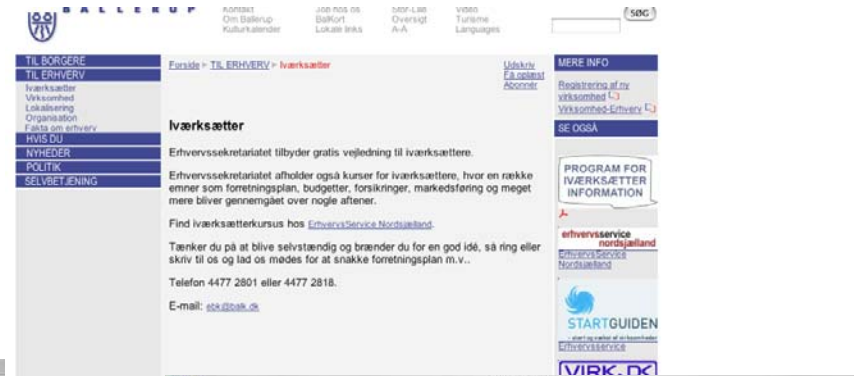 BALLERUP
Kontakt
Om Ballerup
Kulturkalender
Job hos os
BalKort
Lokale links
Oversigt
A-A
Video
Turisme
Languages
SØG
TIL BORGERE
TIL ERHVERV
Iværksætter
Virksomhed
Lokalisering
Organisation
Fakta om erhverv
HVIS DU
NYHEDER
POLITIK
SELVBETJENING
Forside > TIL ERHVERV > Iværksætter
Udskriv
Få oplæst
Abonnér
Iværksætter
Erhvervssekretariatet tilbyder gratis vejledning til iværksættere.
Erhvervssekretariatet afholder også kurser for iværksættere, hvor en række
emner som forretningsplan, budgetter, forsikringer, markedsføring og meget
mere bliver gennemgået over nogle aftener.
Find iværksætterkursus hos ErhvervsService Nordsjælland.
Tænker du på at blive selvstændig og brænder du for en god idé, så ring eller
skriv til os og lad os mødes for at snakke forretningsplan m.v..
Telefon 4477 2801 eller 4477 2818.
E-mail: ebk@balk.dk
MERE INFO
Registrering af ny
virksomhed
Virksomhed-Erhverv
SE OGSÅ
PROGRAM FOR
IVÆRKSÆTTER
INFORMATION
erhvervsservice
nordsjælland
ErhvervsService
Nordsjælland
STARTGUIDEN
- start og vækst af virksomheder
Erhvervsservice
VIRK.DK